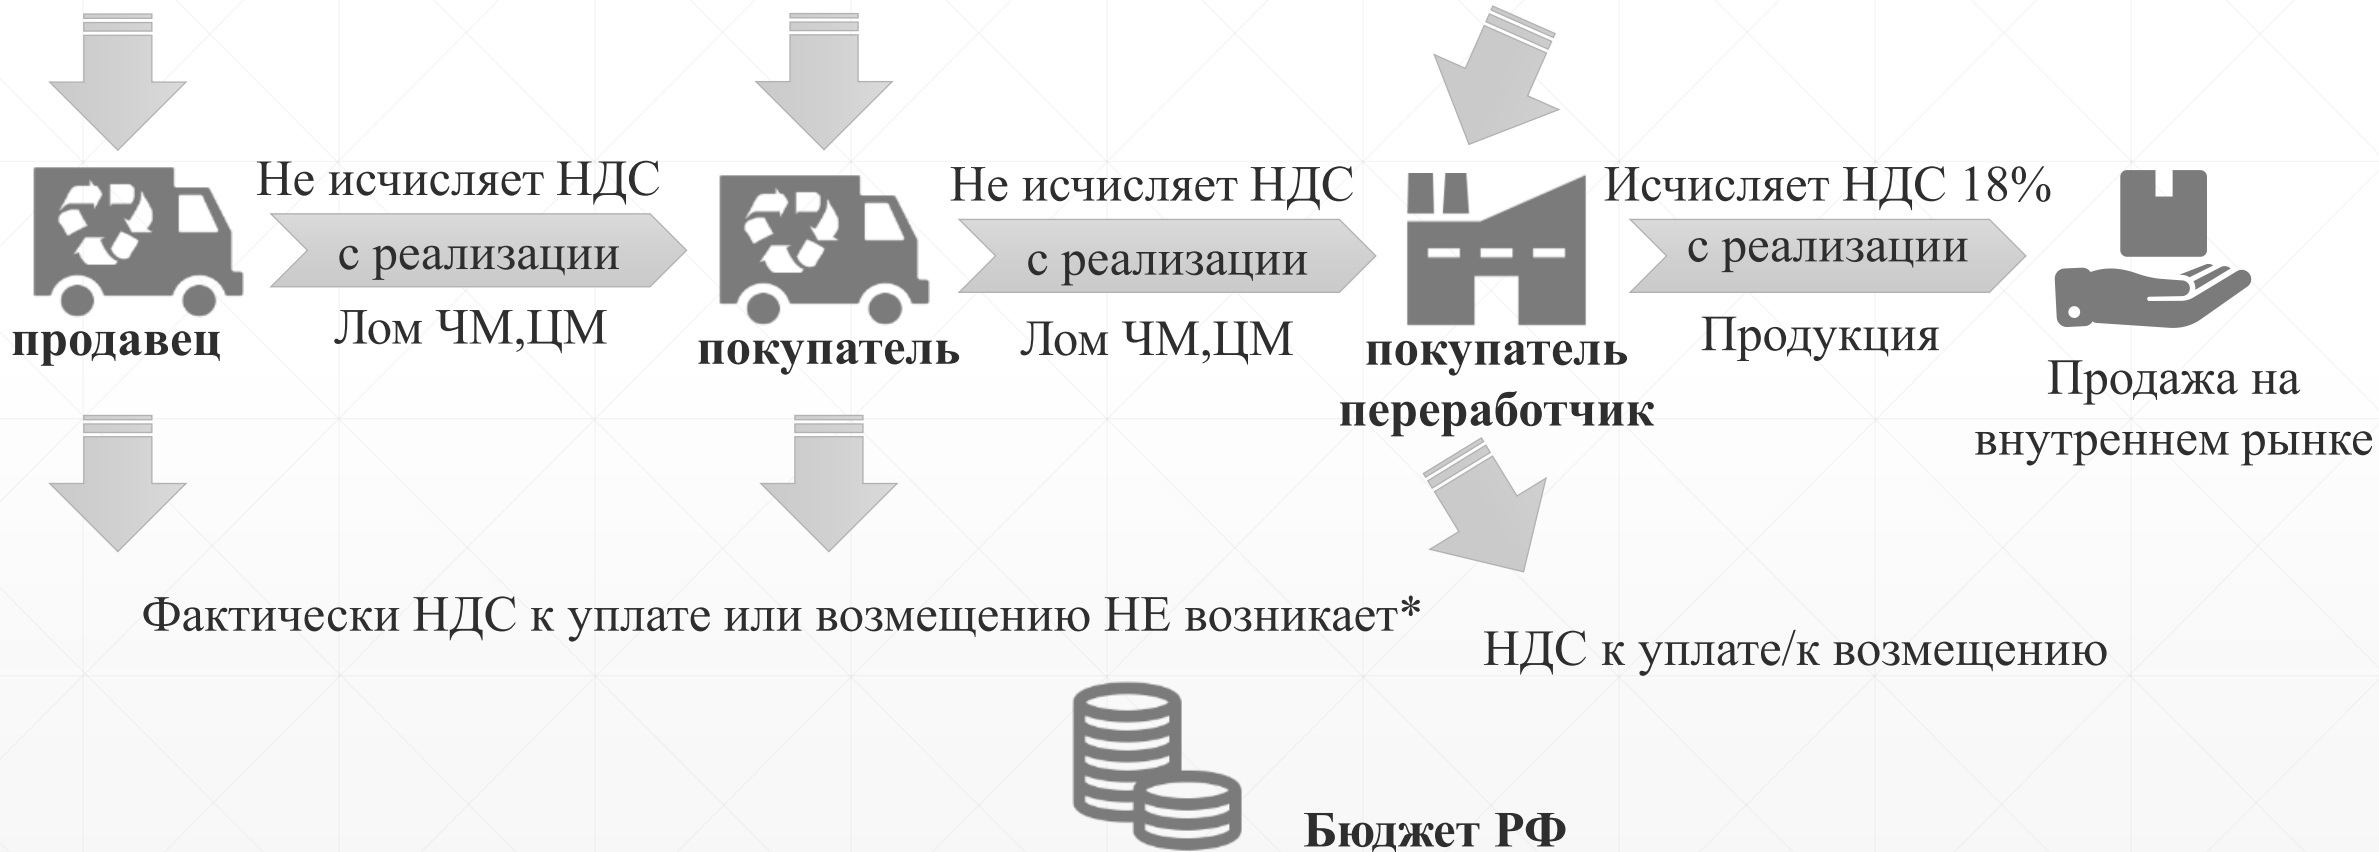 Не исчисляет НДС
с реализации
Лом ЧМ,ЦМ
Не исчисляет НДС
с реализации
Лом ЧМ,ЦМ
Исчисляет НДС 18%
с реализации
Продукция
продавец
покупатель
покупатель
переработчик
Продажа на
внутреннем рынке
Фактически НДС к уплате или возмещению НЕ возникает*
НДС к уплате/к возмещению
Бюджет РФ